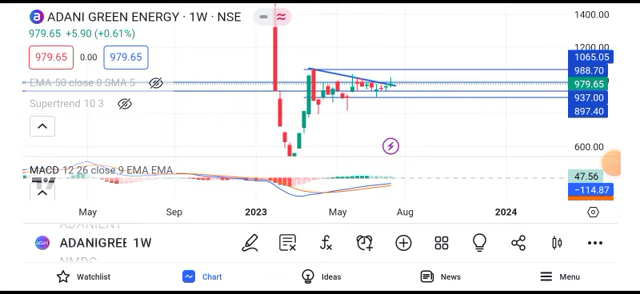 ADANI GREEN ENERGY · 1W · NSE
979.65 +5.90 (+0.61%)
979.65 0.00 979.65
EMA 50 close 0 SMA 5
Supertrend 10 3
MACD 12 26 close 9 EMA EMA
1400.00
1200.00
1065.05
988.70
979.65
937.00
897.40
600.00
47.56
−114.87
May Sep 2023 May Aug 2024
ADANIENT
ADANIGREE 1W
NMDC
Watchlist Chart Ideas News Menu